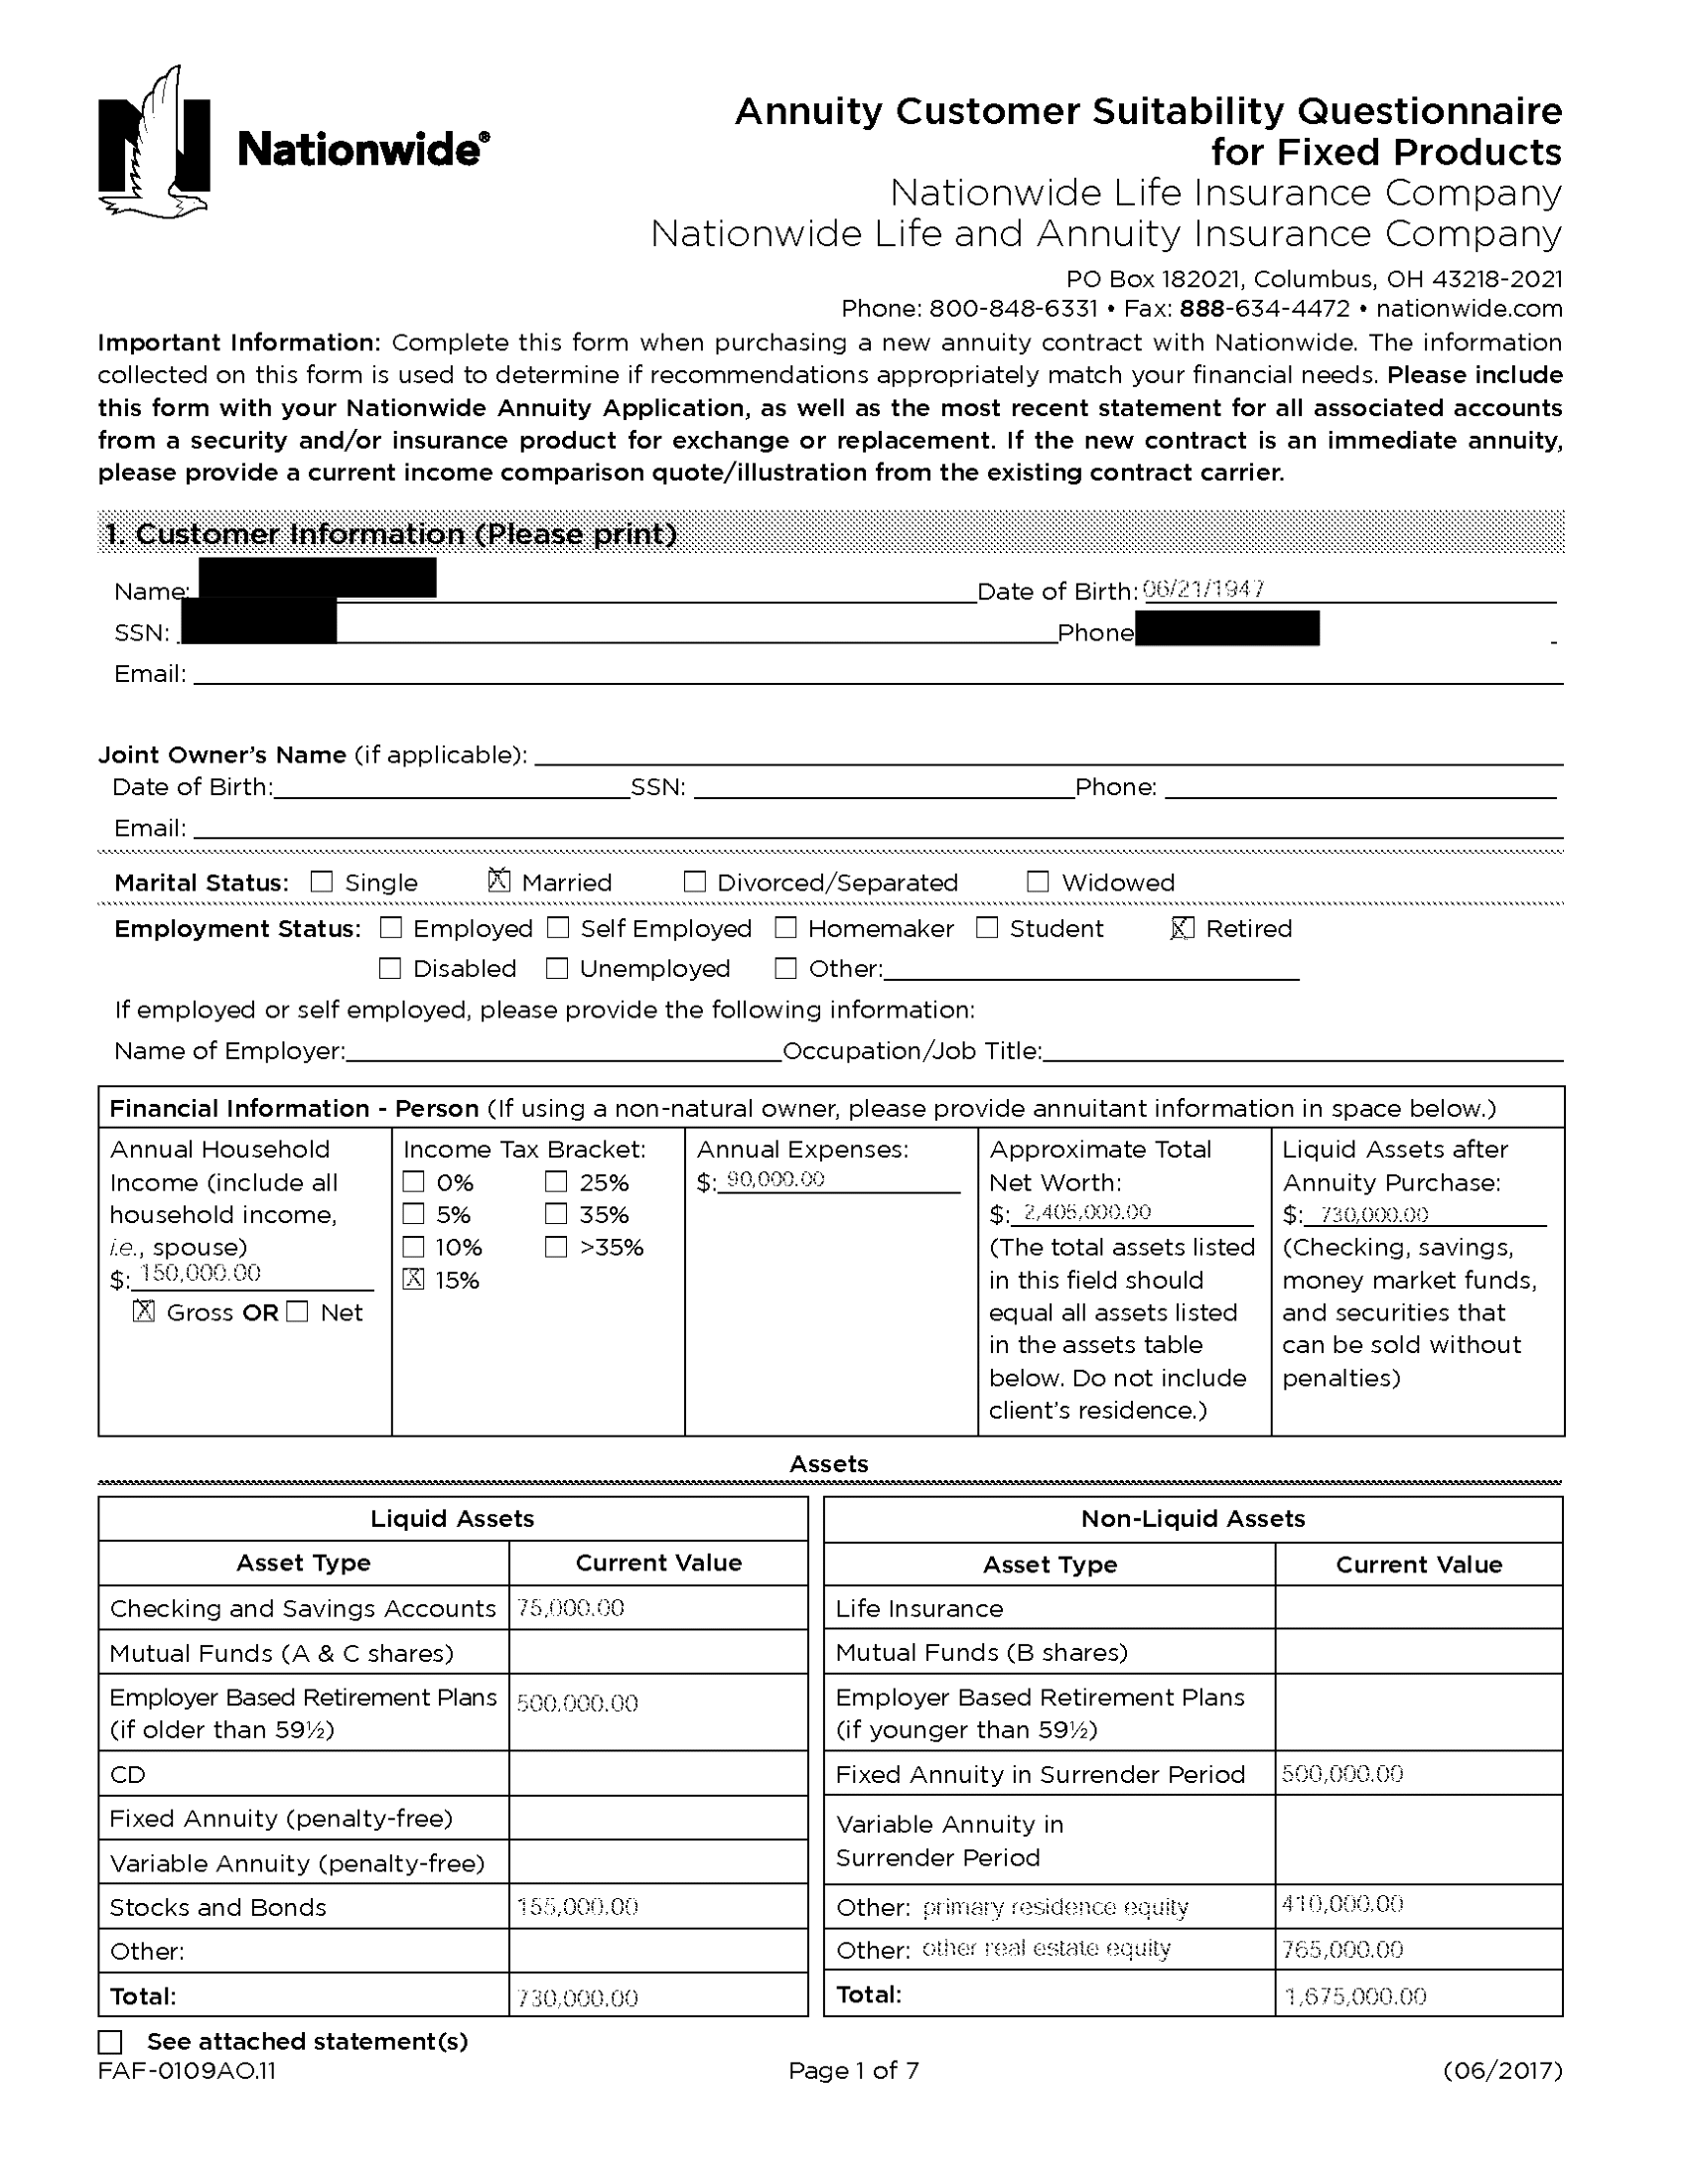 Nationwide®
Annuity Customer Suitability Questionnaire
for Fixed Products
Nationwide Life Insurance Company
Nationwide Life and Annuity Insurance Company
PO Box 182021, Columbus, OH 43218-2021
Phone: 800-848-6331 • Fax: 888-634-4472 • nationwide.com
Important Information: Complete this form when purchasing a new annuity contract with Nationwide. The information
collected on this form is used to determine if recommendations appropriately match your financial needs. Please include
this form with your Nationwide Annuity Application, as well as the most recent statement for all associated accounts
from a security and/or insurance product for exchange or replacement. If the new contract is an immediate annuity,
please provide a current income comparison quote/illustration from the existing contract carrier.
1. Customer Information (Please print)
Name: Date of Birth: 06/21/1947
SSN: Phone
Email:
Joint Owner's Name (if applicable):
Date of Birth: SSN: Phone:
Email:
Marital Status: ☐ Single ☒ Married ☐ Divorced/Separated ☐ Widowed
Employment Status: ☐ Employed ☐ Self Employed ☐ Homemaker ☐ Student ☒ Retired
☐ Disabled ☐ Unemployed ☐ Other:
If employed or self employed, please provide the following information:
Name of Employer: Occupation/Job Title:
Financial Information - Person (If using a non-natural owner, please provide annuitant information in space below.)
Annual Household
Income (include all
household income,
i.e., spouse)
$: 150,000.00
☒ Gross OR ☐ Net
Income Tax Bracket:
☐ 0% ☐ 25%
☐ 5% ☐ 35%
☐ 10% ☐ >35%
☒ 15%
Annual Expenses:
$: 90,000.00
Approximate Total
Net Worth:
$: 2,405,000.00
(The total assets listed
in this field should
equal all assets listed
in the assets table
below. Do not include
client's residence.)
Liquid Assets after
Annuity Purchase:
$: 730,000.00
(Checking, savings,
money market funds,
and securities that
can be sold without
penalties)
Assets
Liquid Assets
Asset Type Current Value
Checking and Savings Accounts 75,000.00
Mutual Funds (A & C shares)
Employer Based Retirement Plans
(if older than 59½) 500,000.00
CD
Fixed Annuity (penalty-free)
Variable Annuity (penalty-free)
Stocks and Bonds 155,000.00
Other:
Total: 730,000.00
Non-Liquid Assets
Asset Type Current Value
Life Insurance
Mutual Funds (B shares)
Employer Based Retirement Plans
(if younger than 59½)
Fixed Annuity in Surrender Period 500,000.00
Variable Annuity in
Surrender Period
Other: primary residence equity 410,000.00
Other: other real estate equity 765,000.00
Total: 1,675,000.00
☐ See attached statement(s)
FAF-0109AO.11 Page 1 of 7 (06/2017)